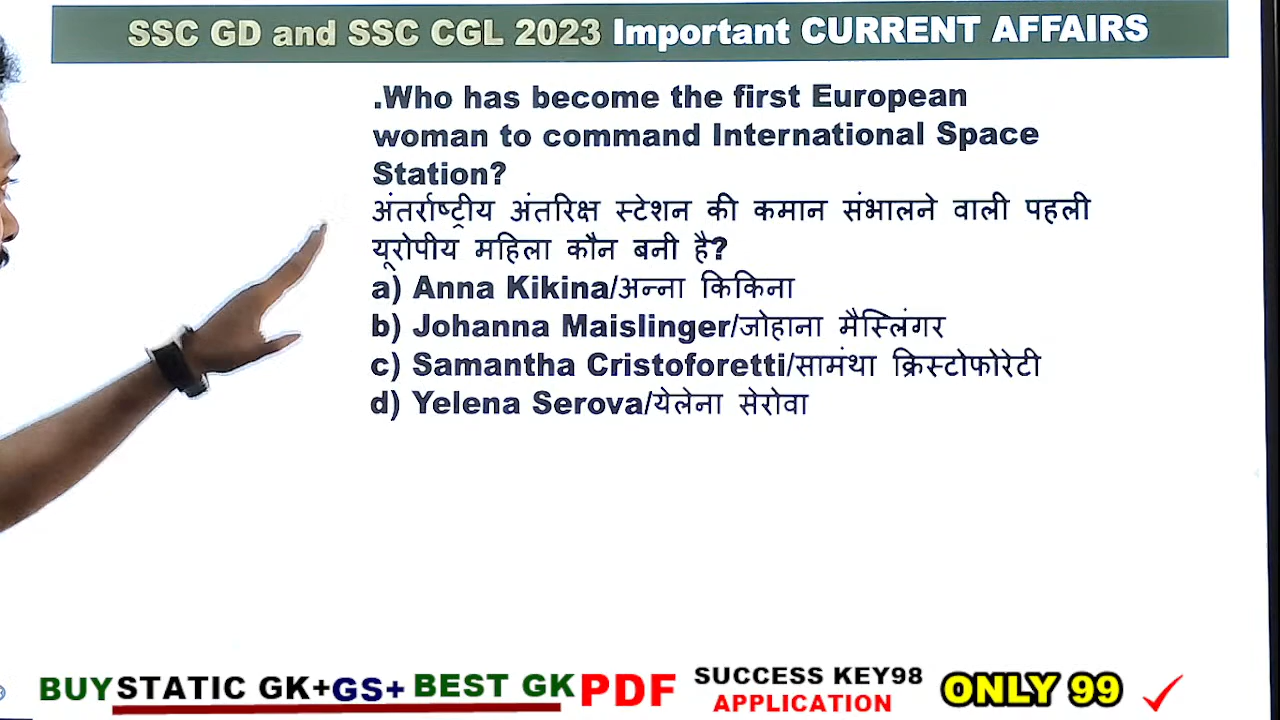 SSC GD and SSC CGL 2023 Important CURRENT AFFAIRS
.Who has become the first European
woman to command International Space
Station?
अंतर्राष्ट्रीय अंतरिक्ष स्टेशन की कमान संभालने वाली पहली
यूरोपीय महिला कौन बनी है?
a) Anna Kikina/अन्ना किकिना
b) Johanna Maislinger/जोहाना मैस्लिंगर
c) Samantha Cristoforetti/सामंथा क्रिस्टोफोरेटी
d) Yelena Serova/येलेना सेरोवा
BUY STATIC GK+GS+ BEST GK PDF SUCCESS KEY98 APPLICATION ONLY 99